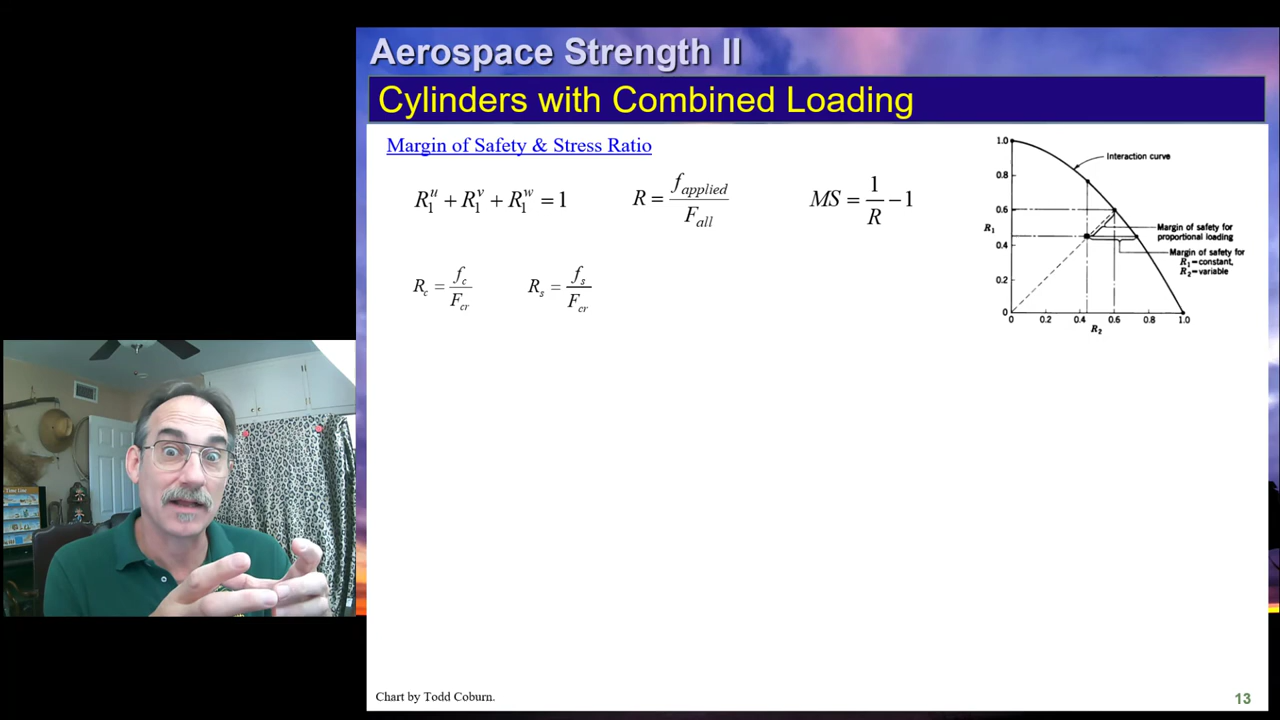 Aerospace Strength II
Cylinders with Combined Loading
Margin of Safety & Stress Ratio
R₁ᵘ + R₁ᵛ + R₁ʷ = 1
R = f_applied / F_all
MS = 1 / R − 1
R_c = f_c / F_cr
R_s = f_s / F_cr
1.0
0.8
0.6
0.4
0.2
0
R₁
0 0.2 0.4 0.6 0.8 1.0
R₂
Interaction curve
Margin of safety for
proportional loading
Margin of safety for
R₁=constant,
R₂=variable
Chart by Todd Coburn.
13